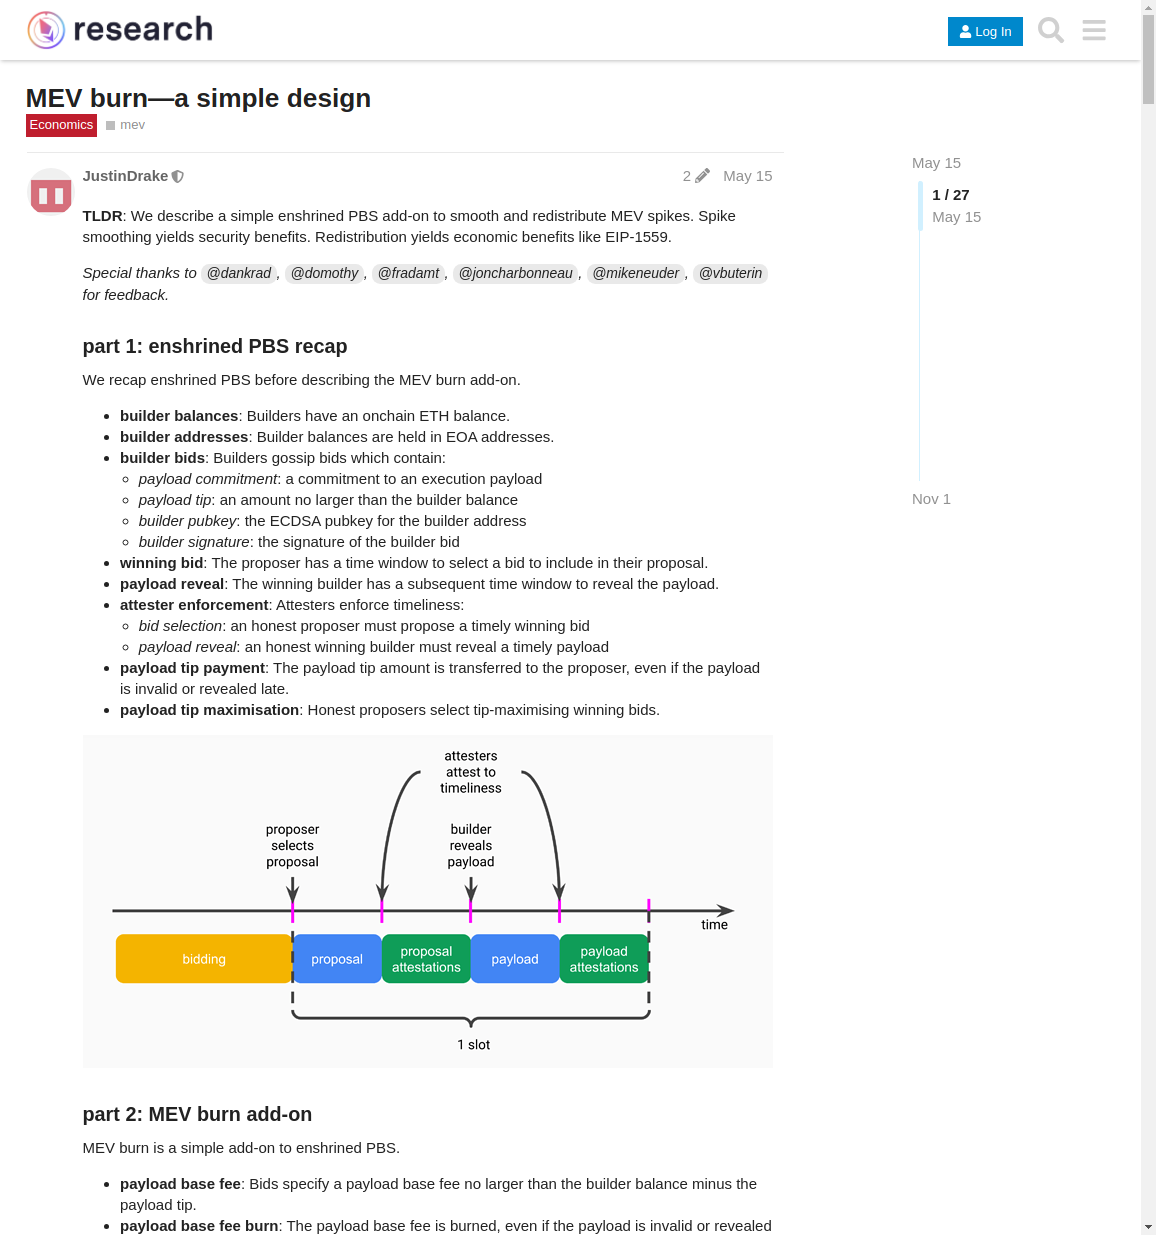 research
Log In
MEV burn—a simple design
Economics mev
JustinDrake 2 May 15
TLDR: We describe a simple enshrined PBS add-on to smooth and redistribute MEV spikes. Spike
smoothing yields security benefits. Redistribution yields economic benefits like EIP-1559.
Special thanks to @dankrad, @domothy, @fradamt, @joncharbonneau, @mikeneuder, @vbuterin
for feedback.
part 1: enshrined PBS recap
We recap enshrined PBS before describing the MEV burn add-on.
builder balances: Builders have an onchain ETH balance.
builder addresses: Builder balances are held in EOA addresses.
builder bids: Builders gossip bids which contain:
payload commitment: a commitment to an execution payload
payload tip: an amount no larger than the builder balance
builder pubkey: the ECDSA pubkey for the builder address
builder signature: the signature of the builder bid
winning bid: The proposer has a time window to select a bid to include in their proposal.
payload reveal: The winning builder has a subsequent time window to reveal the payload.
attester enforcement: Attesters enforce timeliness:
bid selection: an honest proposer must propose a timely winning bid
payload reveal: an honest winning builder must reveal a timely payload
payload tip payment: The payload tip amount is transferred to the proposer, even if the payload
is invalid or revealed late.
payload tip maximisation: Honest proposers select tip-maximising winning bids.
attesters
attest to
timeliness
proposer
selects
proposal
builder
reveals
payload
time
bidding
proposal
proposal
attestations
payload
payload
attestations
1 slot
part 2: MEV burn add-on
MEV burn is a simple add-on to enshrined PBS.
payload base fee: Bids specify a payload base fee no larger than the builder balance minus the
payload tip.
payload base fee burn: The payload base fee is burned, even if the payload is invalid or revealed
May 15
1 / 27
May 15
Nov 1